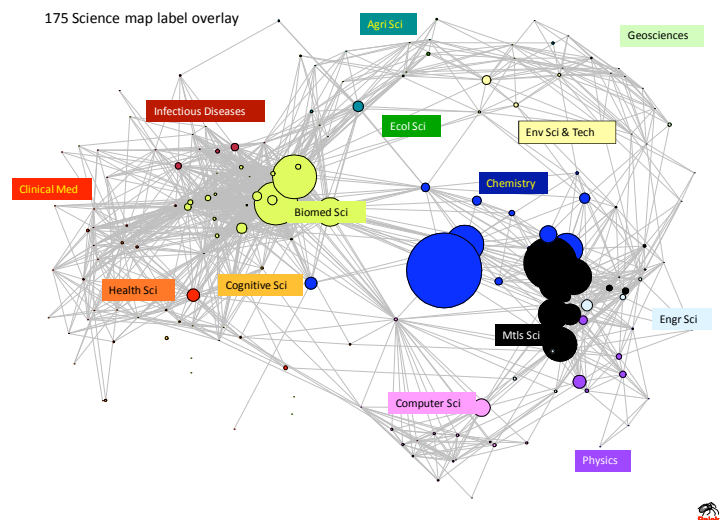 175 Science map label overlay
Agri Sci
Geosciences
Infectious Diseases
Ecol Sci
Env Sci & Tech
Clinical Med
Chemistry
Biomed Sci
Health Sci
Cognitive Sci
Engr Sci
Mtls Sci
Computer Sci
Physics